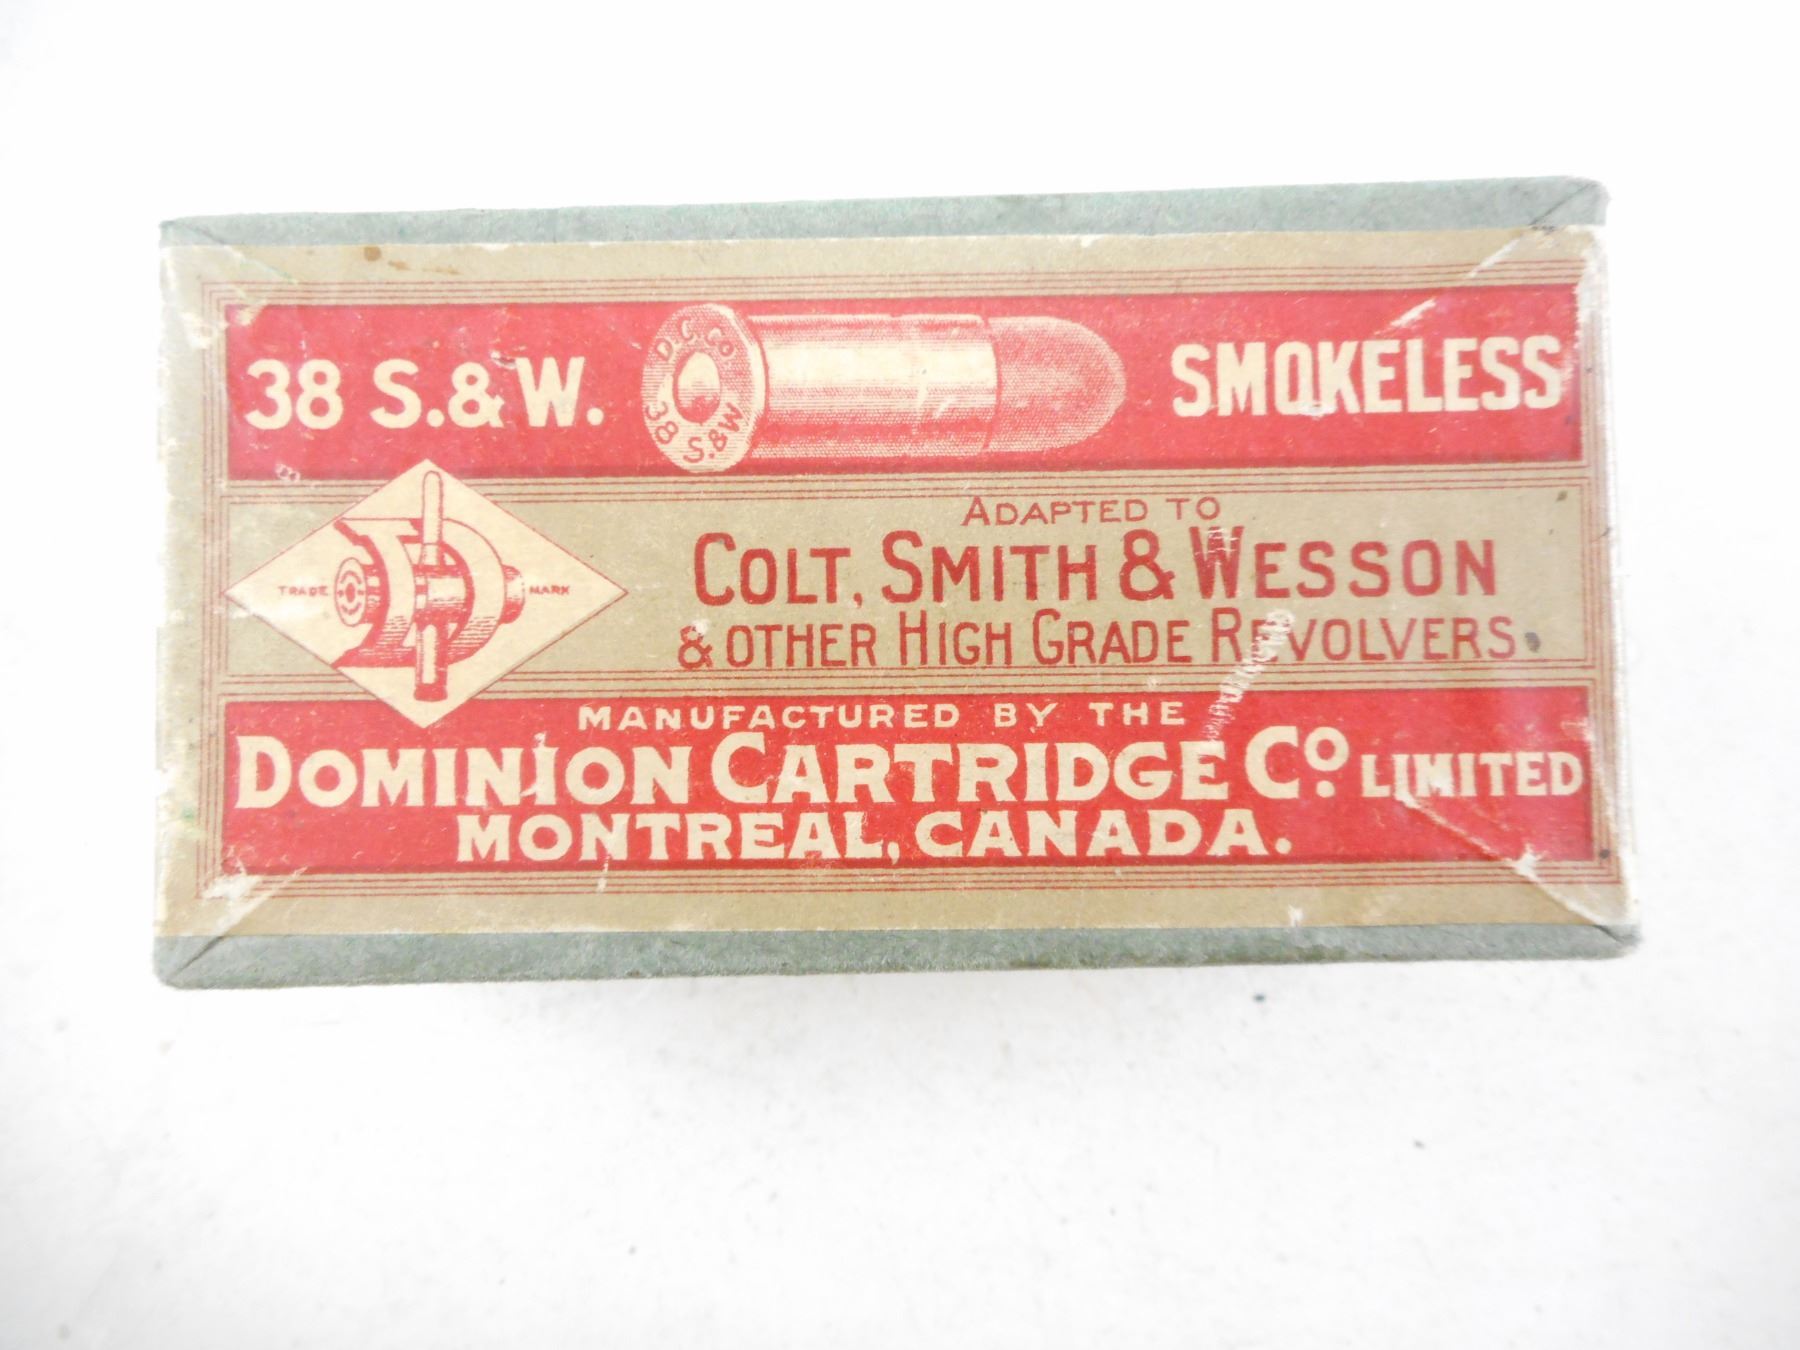 38 S.&W.
D.C.Co.
38 S.&W
SMOKELESS
ADAPTED TO
COLT, SMITH & WESSON
& OTHER HIGH GRADE REVOLVERS.
TRADE MARK
MANUFACTURED BY THE
DOMINION CARTRIDGE Co. LIMITED
MONTREAL, CANADA.